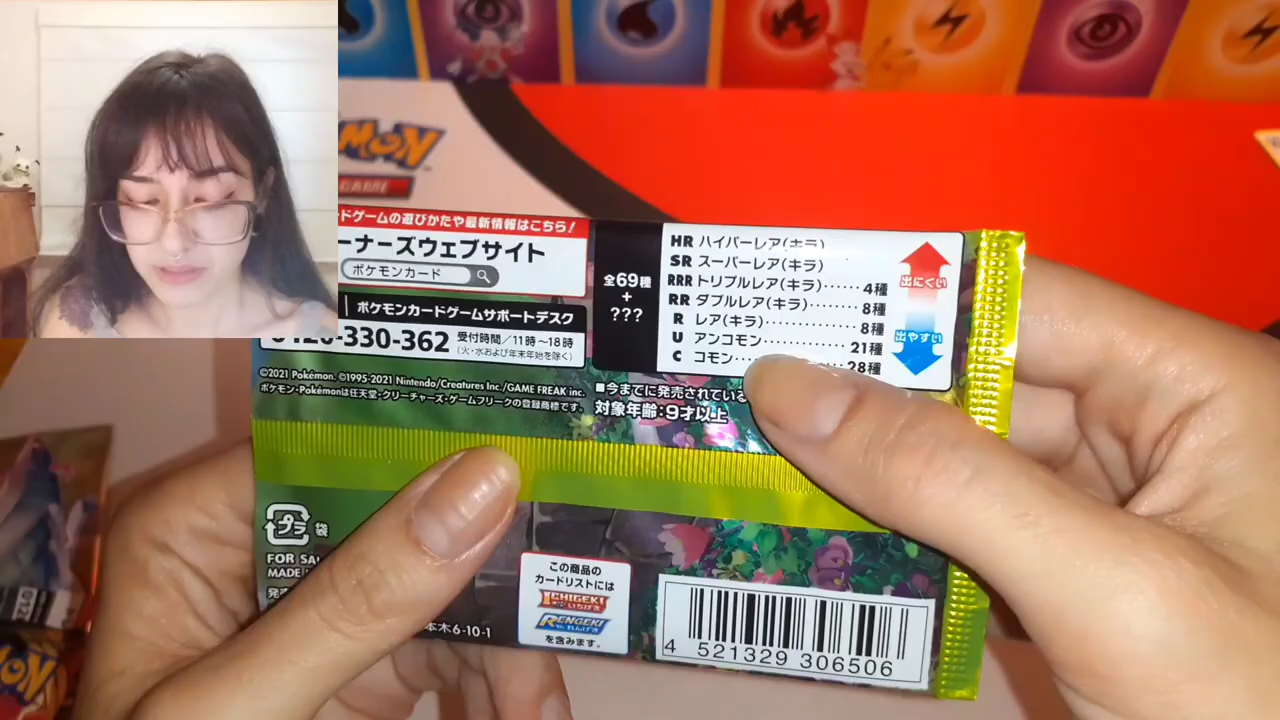 GAME
ードゲームの遊びかたや最新情報はこちら!
ーナーズウェブサイト
ポケモンカード
ポケモンカードゲームサポートデスク
0120-330-362 受付時間/11時~18時
(火・水および年末年始を除く)
©2021 Pokémon. ©1995-2021 Nintendo/Creatures Inc./GAME FREAK inc.
ポケモン・Pokémonは任天堂・クリーチャーズ・ゲームフリークの登録商標です。
全69種
+
???
HR ハイパーレア(キラ)
SR スーパーレア(キラ)
RRR トリプルレア(キラ)······4種
RR ダブルレア(キラ)········8種
R レア(キラ)··············8種
U アンコモン··············21種
C コモン·····28種
出にくい
出やすい
■今までに発売されている
対象年齢:9才以上
プラ 袋
FOR SA
MADE
発売
本木6-10-1
この商品の
カードリストには
ICHIGEKI
いちげき
RENGEKI
れんげき
を含みます。
4 521329 306506